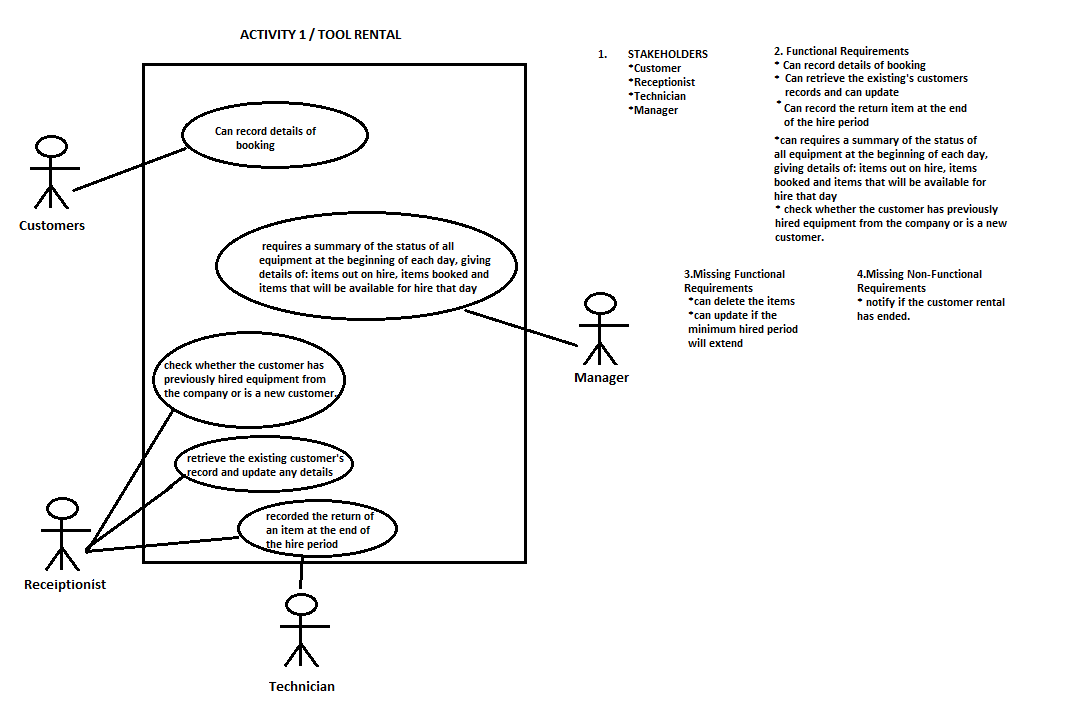 ACTIVITY 1 / TOOL RENTAL
Can record details of
booking
Customers
requires a summary of the status of all
equipment at the beginning of each day, giving
details of: items out on hire, items booked and
items that will be available for hire that day
Manager
check whether the customer has
previously hired equipment from
the company or is a new customer.
retrieve the existing customer's
record and update any details
recorded the return of
an item at the end of
the hire period
Receiptionist
Technician
1. STAKEHOLDERS
*Customer
*Receptionist
*Technician
*Manager
2. Functional Requirements
* Can record details of booking
* Can retrieve the existing's customers
records and can update
* Can record the return item at the end
of the hire period
*can requires a summary of the status of
all equipment at the beginning of each day,
giving details of: items out on hire, items
booked and items that will be available for
hire that day
* check whether the customer has previously
hired equipment from the company or is a new
customer.
3.Missing Functional
Requirements
*can delete the items
*can update if the
minimum hired period
will extend
4.Missing Non-Functional
Requirements
* notify if the customer rental
has ended.